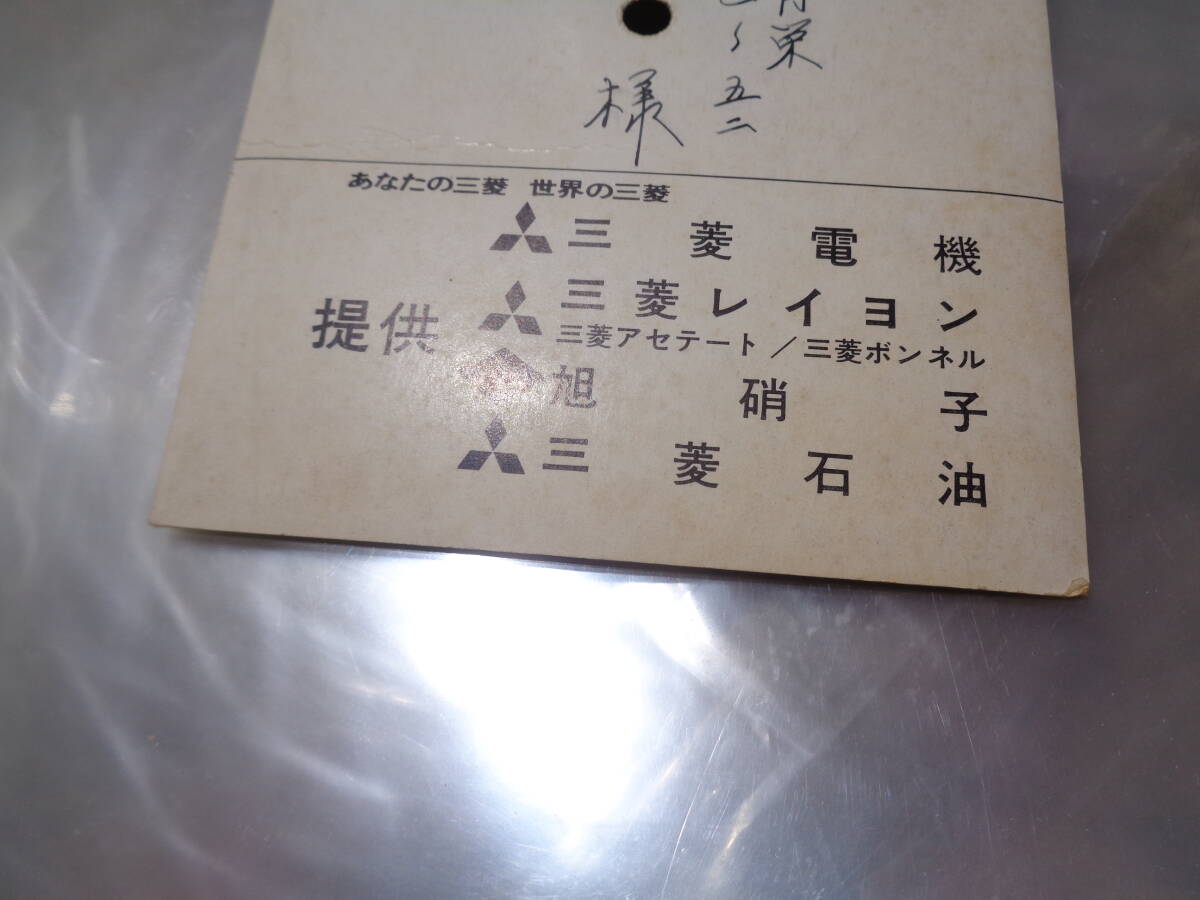 栄
五二
様
あなたの三菱 世界の三菱
提供
三菱電機
三菱レイヨン
三菱アセテート/三菱ボンネル
旭硝子
三菱石油